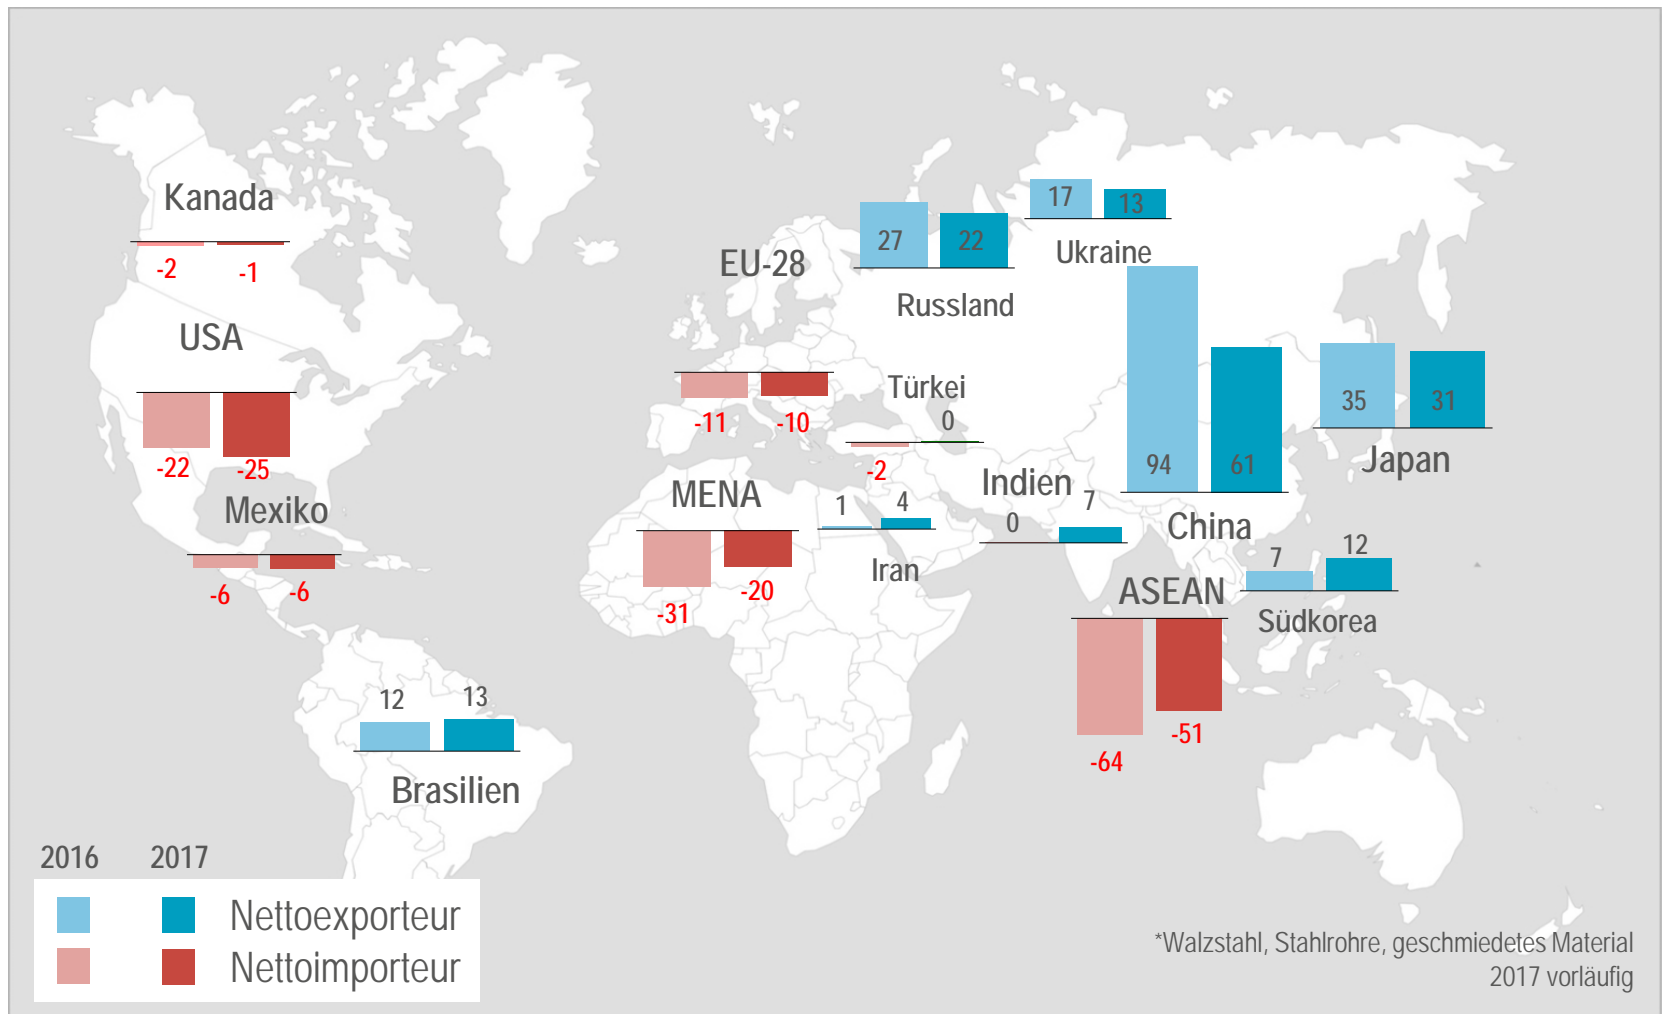 Kanada
-2 -1
USA
-22 -25
Mexiko
-6 -6
12 13
Brasilien
EU-28
-11 -10
27 22
Russland
17 13
Ukraine
Türkei
0
-2
MENA
-31 -20
1 4
Iran
Indien
0 7
94 61
China
35 31
Japan
7 12
Südkorea
ASEAN
-64 -51
2016 2017
Nettoexporteur
Nettoimporteur
*Walzstahl, Stahlrohre, geschmiedetes Material
2017 vorläufig